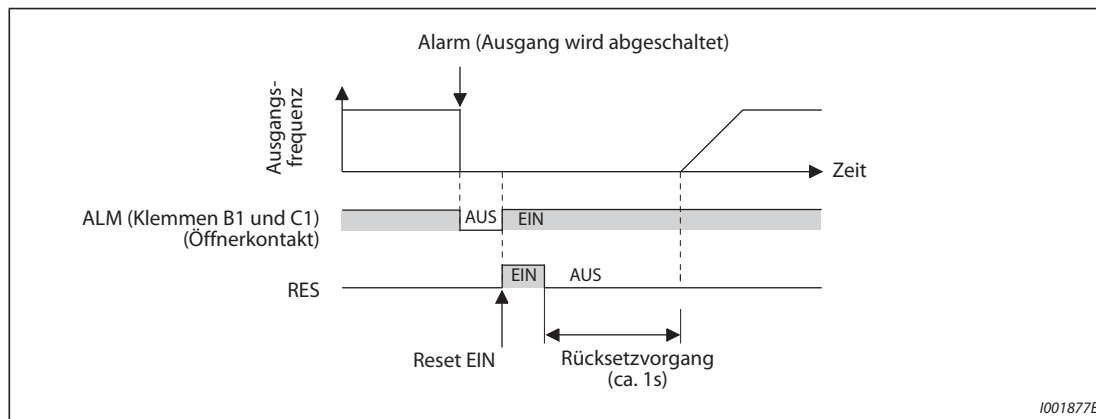 Alarm (Ausgang wird abgeschaltet)
Ausgangs-
frequenz
Zeit
ALM (Klemmen B1 und C1)
(Öffnerkontakt)
AUS
EIN
RES
EIN
AUS
Reset EIN
Rücksetzvorgang
(ca. 1s)
I001877E